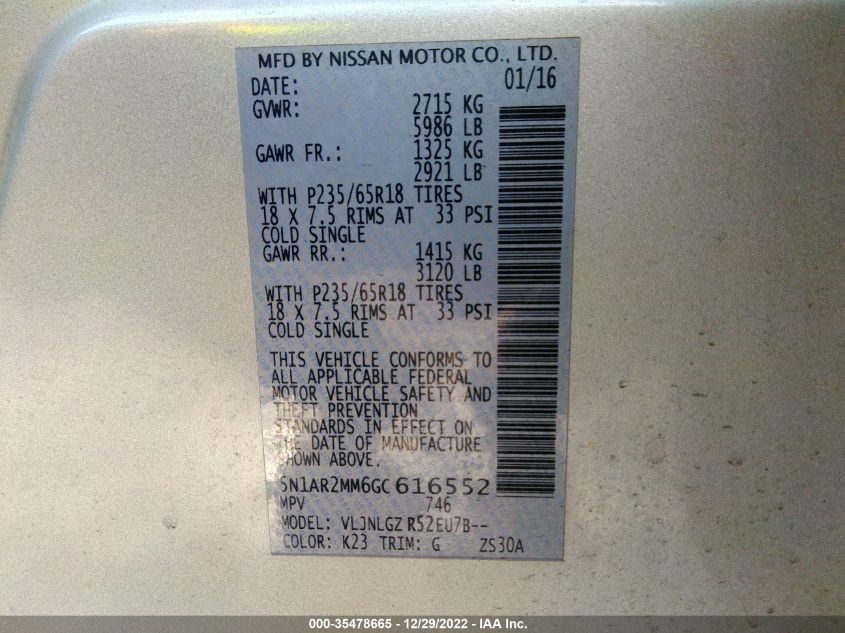 MFD BY NISSAN MOTOR CO., LTD.
DATE: 01/16
GVWR: 2715 KG
5986 LB
GAWR FR.: 1325 KG
2921 LB
WITH P235/65R18 TIRES
18 X 7.5 RIMS AT 33 PSI
COLD SINGLE
GAWR RR.: 1415 KG
3120 LB
WITH P235/65R18 TIRES
18 X 7.5 RIMS AT 33 PSI
COLD SINGLE
THIS VEHICLE CONFORMS TO
ALL APPLICABLE FEDERAL
MOTOR VEHICLE SAFETY AND
THEFT PREVENTION
STANDARDS IN EFFECT ON
THE DATE OF MANUFACTURE
SHOWN ABOVE.
5N1AR2MM6GC616552
MPV 746
MODEL: VLJNLGZ R52EU7B--
COLOR: K23 TRIM: G ZS30A
000-35478665 - 12/29/2022 - IAA Inc.